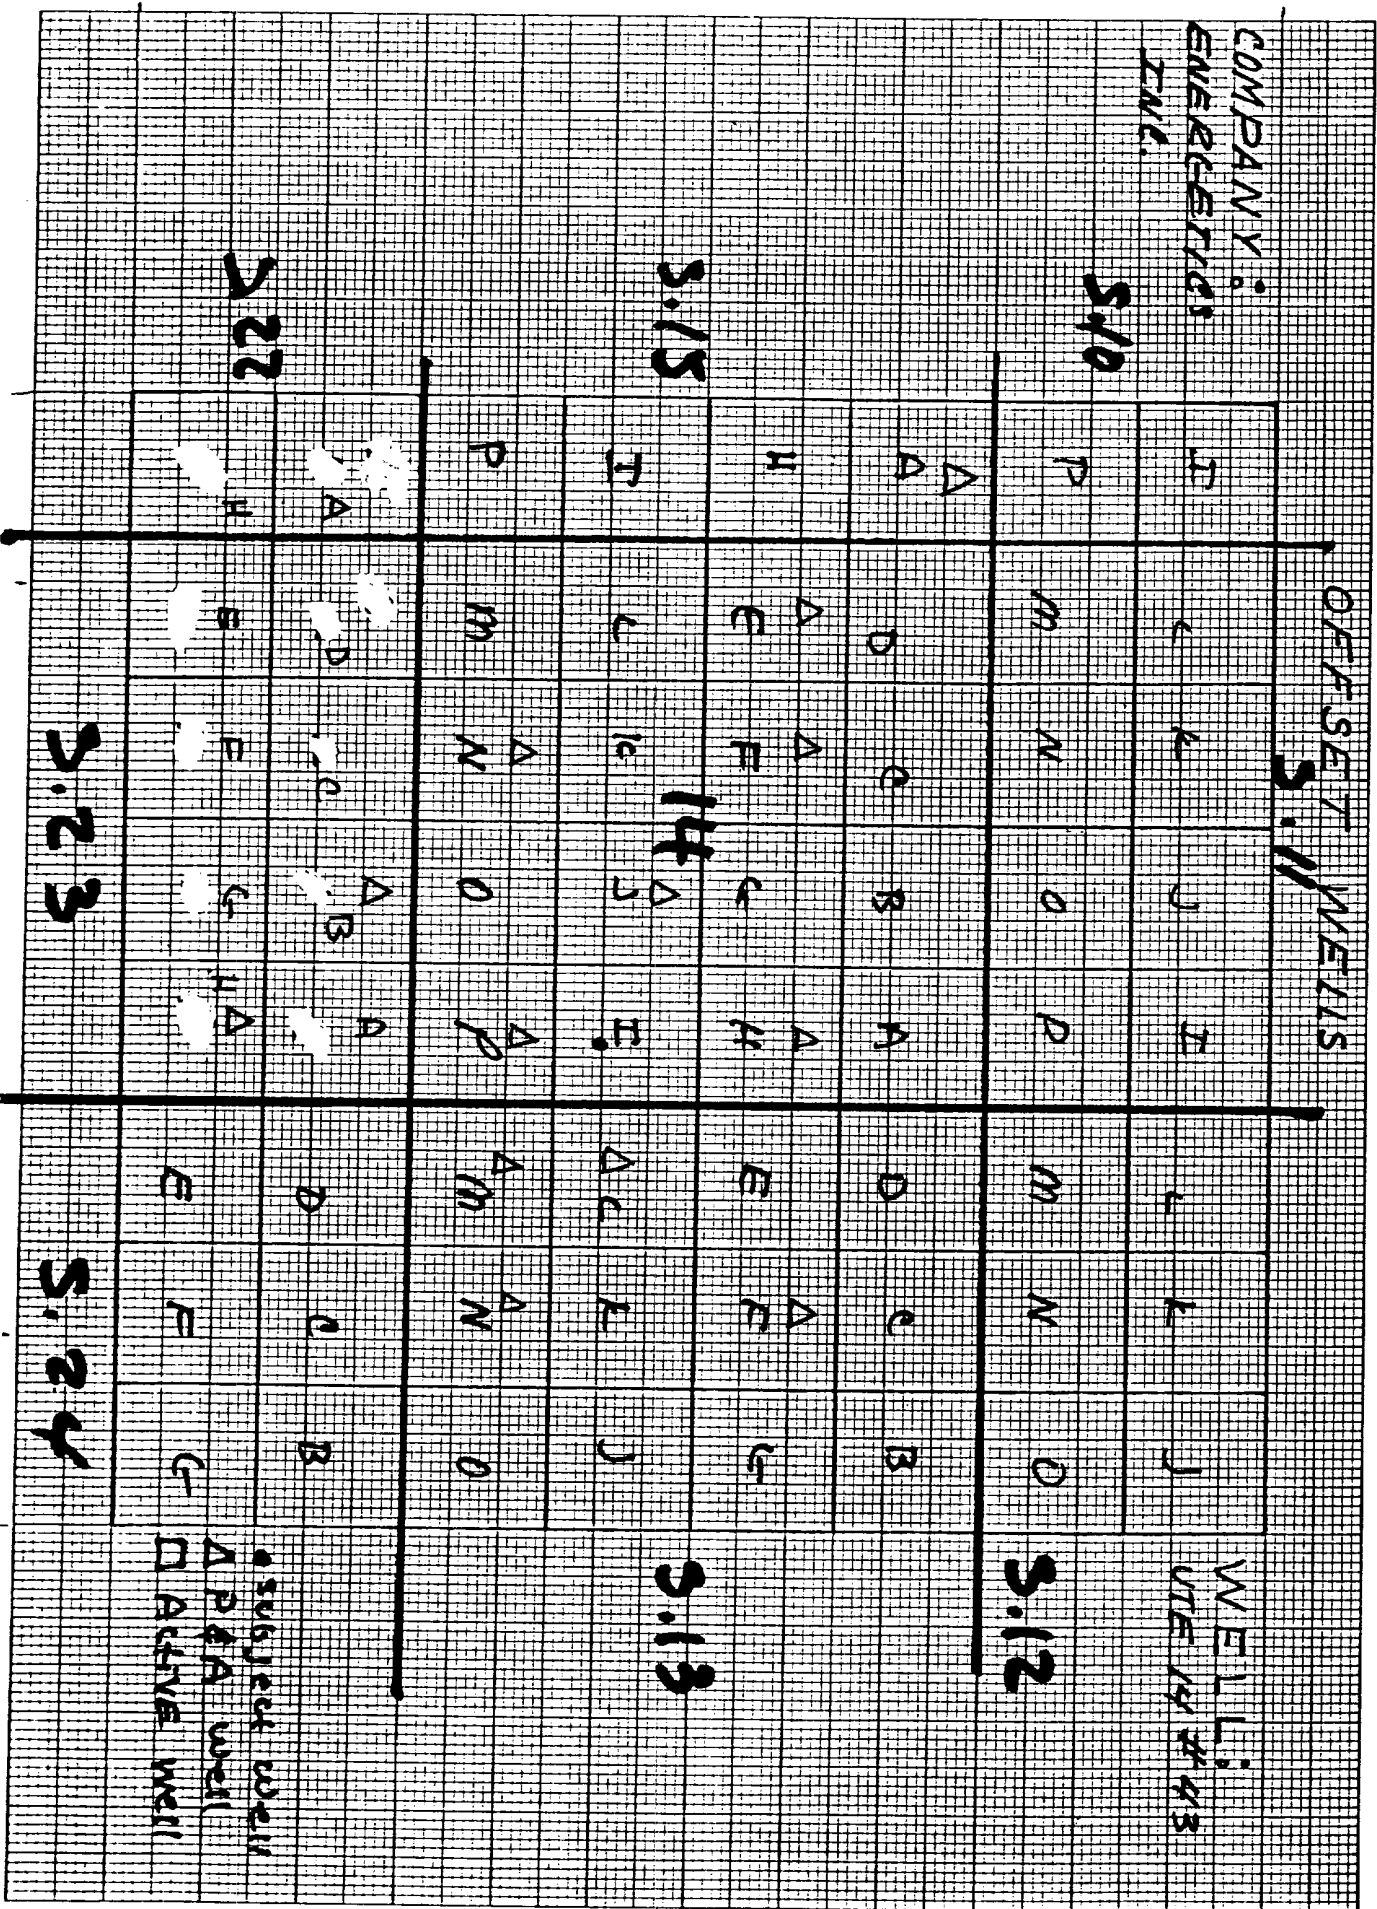 OFFSET WELLS
S.11
COMPANY:
ENERGETICS
INC.
WELL:
UTE 14 #43
I L K J I L K J
S.10 P M N O P M N O S.12
A D C B A D C B
H E F G H E F G
S.15 14 S.13
I L K J I L K J
P M N O P M N O
S 22
A D C B A D C B
H E F G H E F G
S.23 S.24
• subject well
△ P&A well
□ Active well